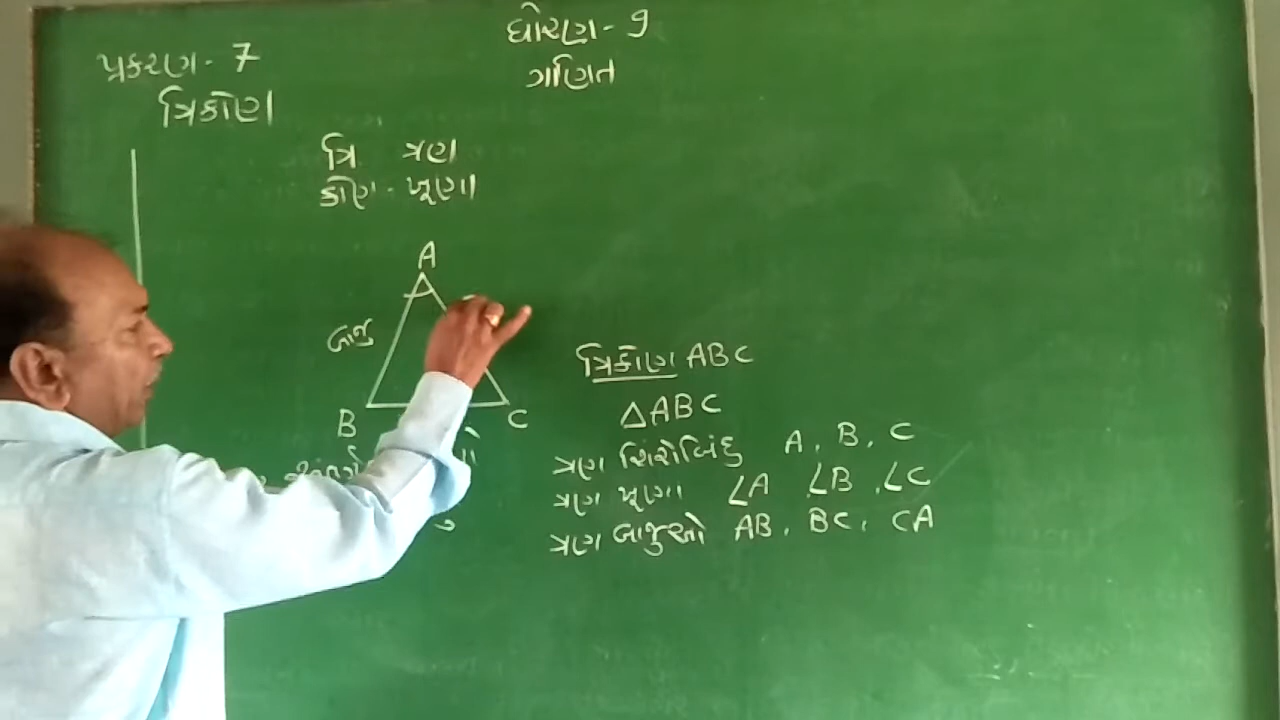 ધોરણ - 9
ગણિત
પ્રકરણ - 7
ત્રિકોણ
ત્રિ ત્રણ
કોણ - ખૂણા
A
બાજુ
B
C
ત્રિકોણ ABC
△ABC
ત્રણ શિરોબિંદુ A, B, C
ત્રણ ખૂણા ∠A ∠B, ∠C
ત્રણ બાજુઓ AB, BC, CA